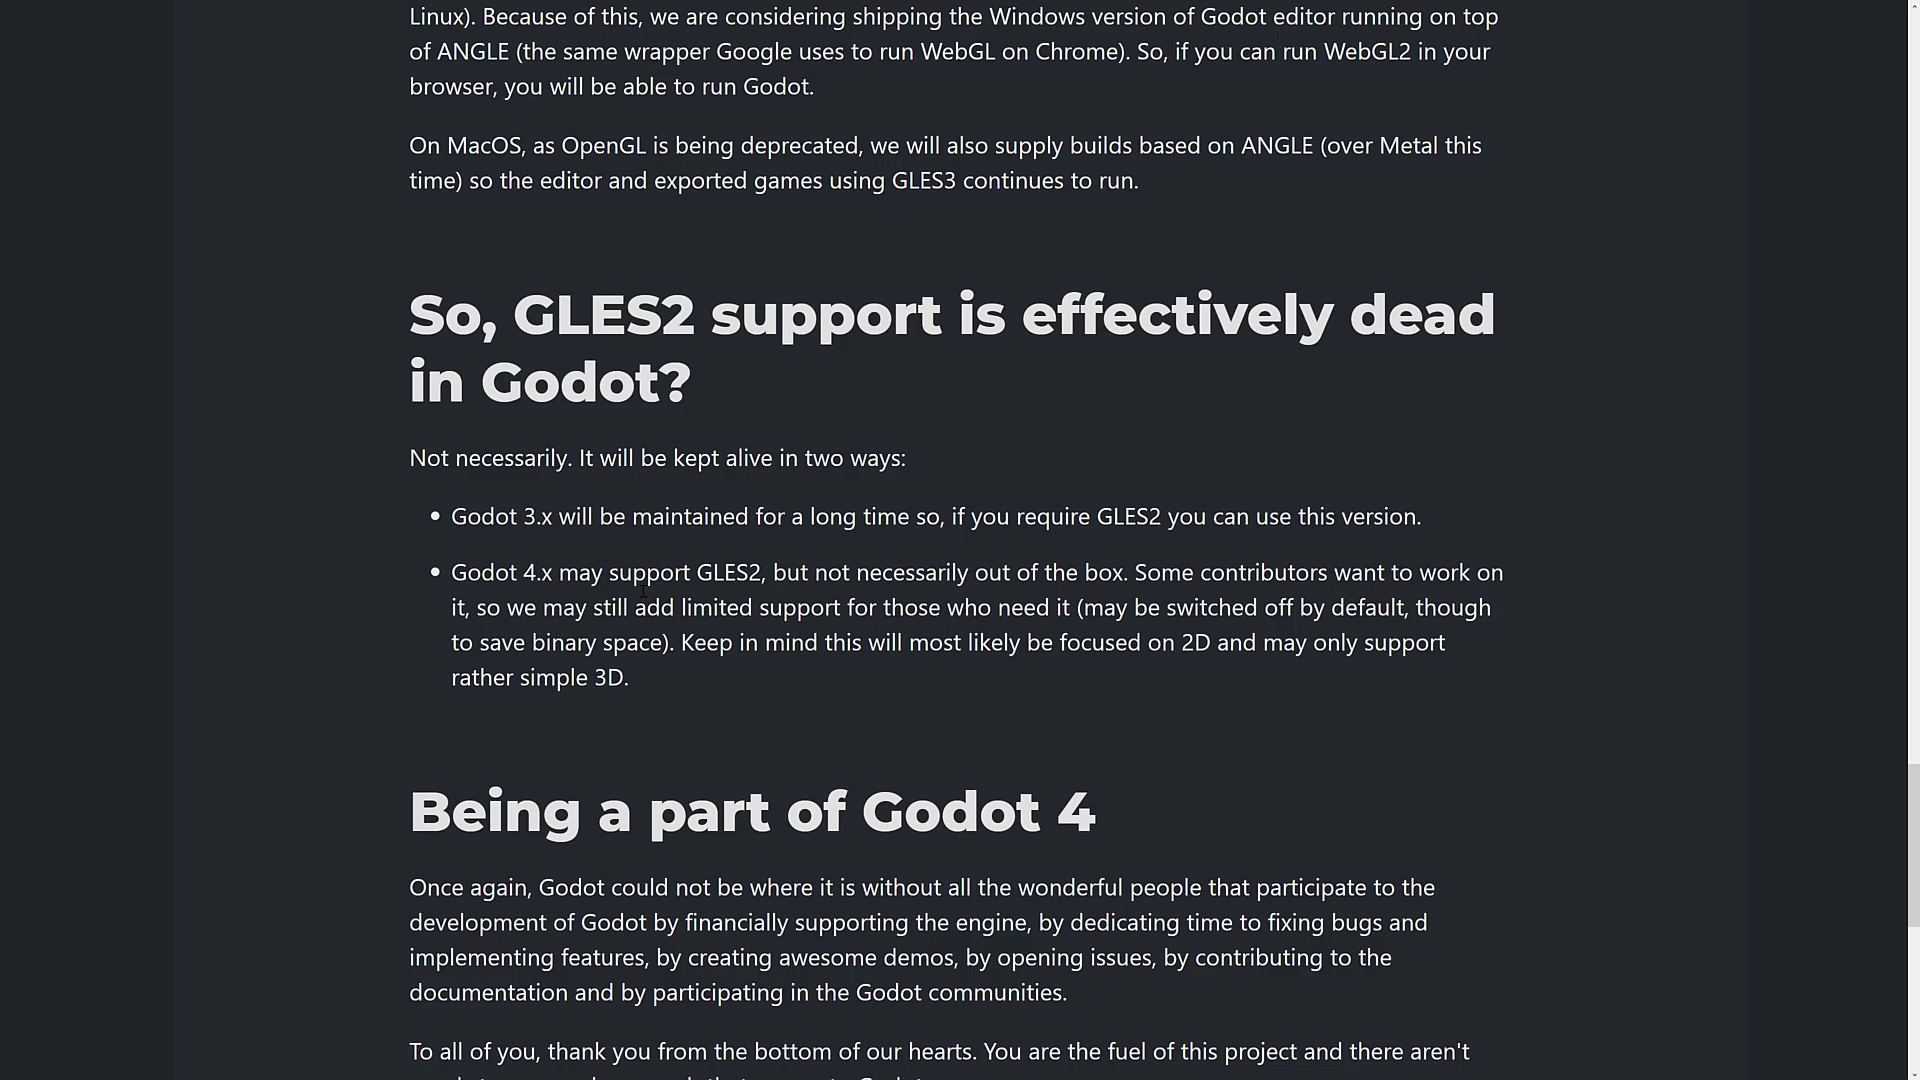 Linux). Because of this, we are considering shipping the Windows version of Godot editor running on top
of ANGLE (the same wrapper Google uses to run WebGL on Chrome). So, if you can run WebGL2 in your
browser, you will be able to run Godot.
On MacOS, as OpenGL is being deprecated, we will also supply builds based on ANGLE (over Metal this
time) so the editor and exported games using GLES3 continues to run.
So, GLES2 support is effectively dead
in Godot?
Not necessarily. It will be kept alive in two ways:
• Godot 3.x will be maintained for a long time so, if you require GLES2 you can use this version.
• Godot 4.x may support GLES2, but not necessarily out of the box. Some contributors want to work on
it, so we may still add limited support for those who need it (may be switched off by default, though
to save binary space). Keep in mind this will most likely be focused on 2D and may only support
rather simple 3D.
Being a part of Godot 4
Once again, Godot could not be where it is without all the wonderful people that participate to the
development of Godot by financially supporting the engine, by dedicating time to fixing bugs and
implementing features, by creating awesome demos, by opening issues, by contributing to the
documentation and by participating in the Godot communities.
To all of you, thank you from the bottom of our hearts. You are the fuel of this project and there aren't